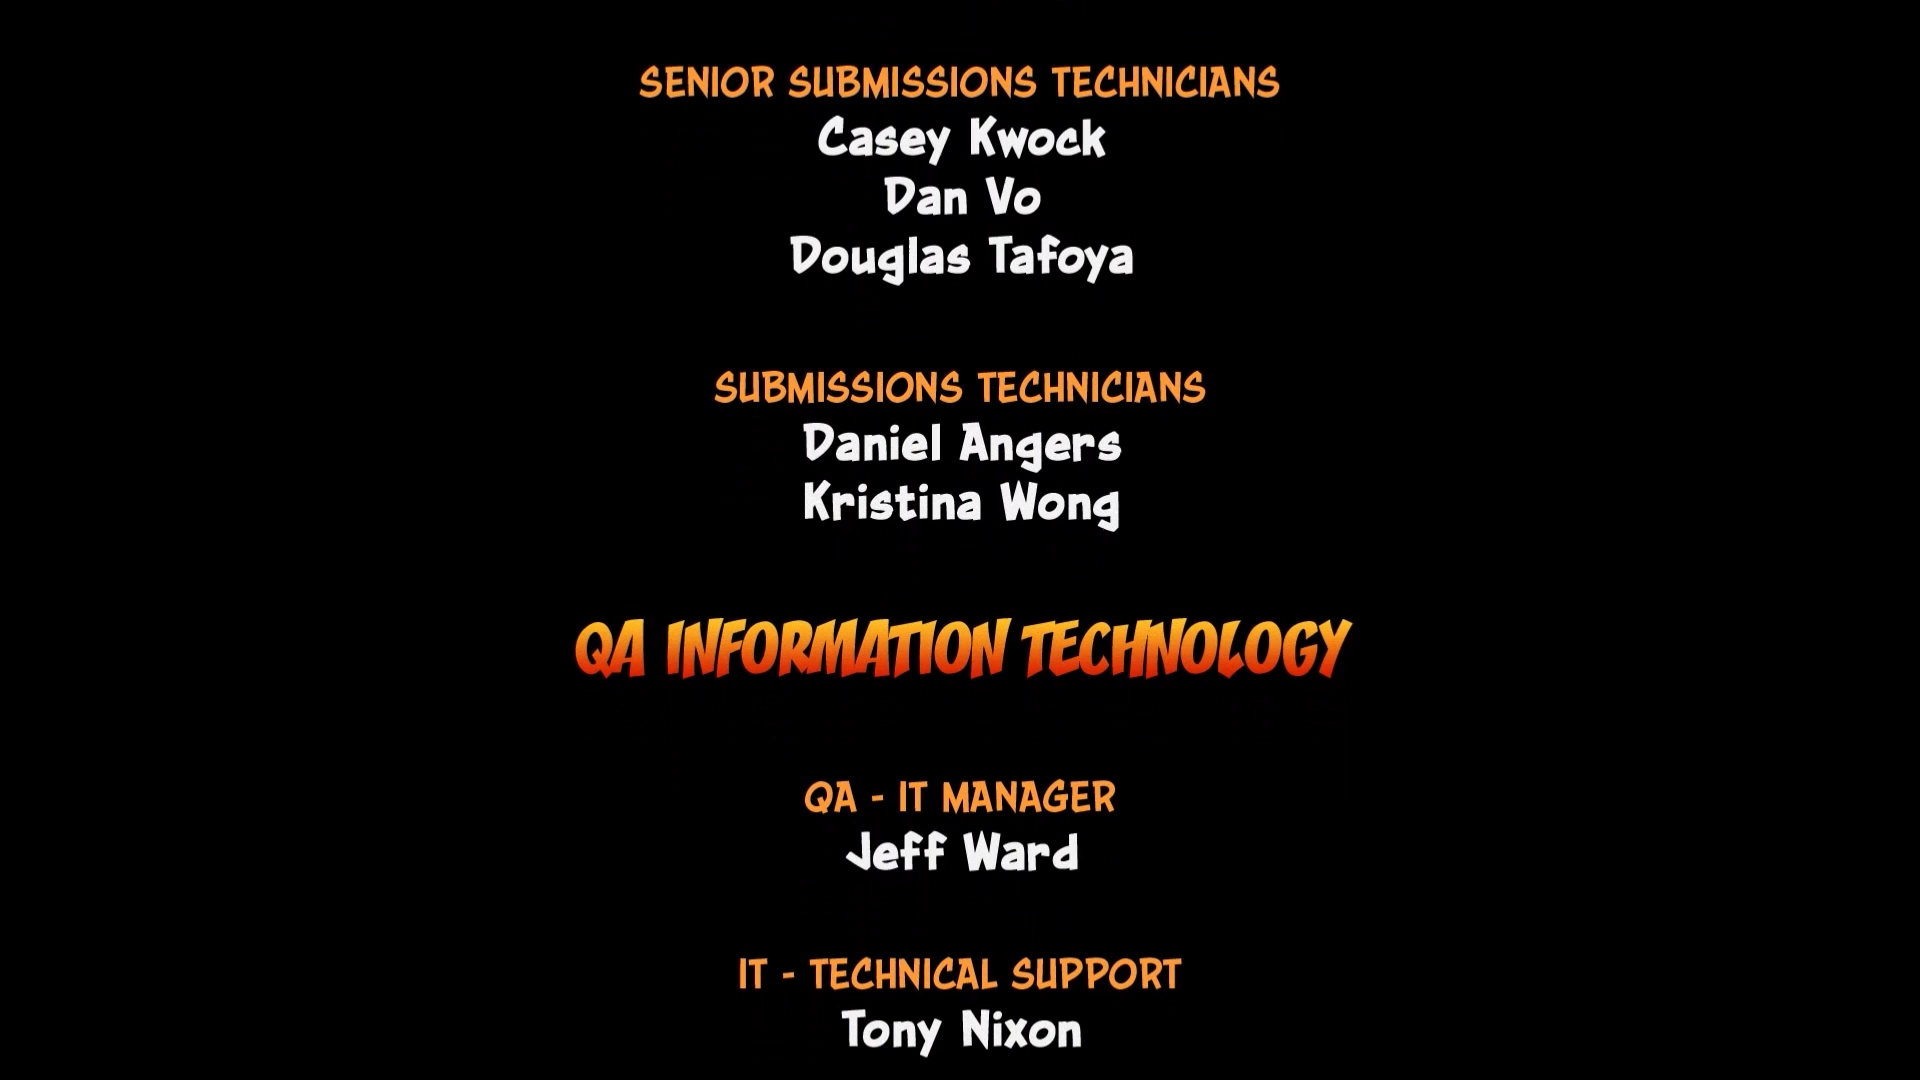 SENIOR SUBMISSIONS TECHNICIANS
Casey Kwock
Dan Vo
Douglas Tafoya
SUBMISSIONS TECHNICIANS
Daniel Angers
Kristina Wong
QA INFORMATION TECHNOLOGY
QA - IT MANAGER
Jeff Ward
IT - TECHNICAL SUPPORT
Tony Nixon